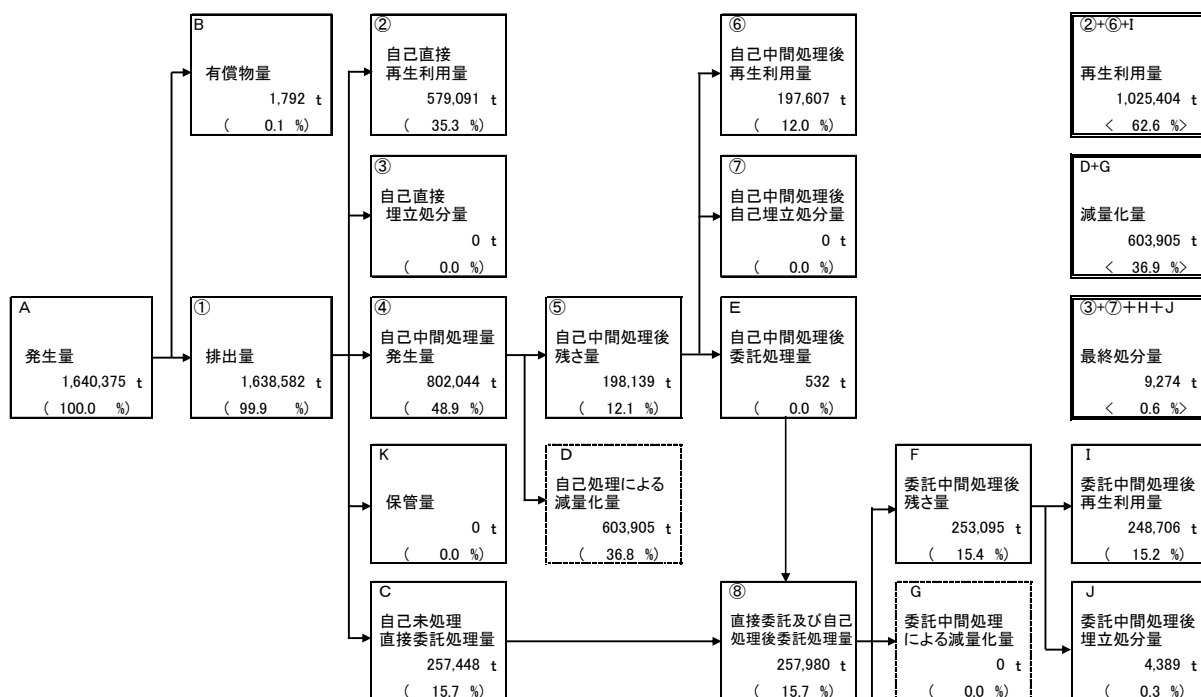 B
有償物量
1,792 t
( 0.1 %)
②
自己直接
再生利用量
579,091 t
( 35.3 %)
⑥
自己中間処理後
再生利用量
197,607 t
( 12.0 %)
②+⑥+I
再生利用量
1,025,404 t
< 62.6 %>
③
自己直接
埋立処分量
0 t
( 0.0 %)
⑦
自己中間処理後
自己埋立処分量
0 t
( 0.0 %)
D+G
減量化量
603,905 t
< 36.9 %>
A
発生量
1,640,375 t
( 100.0 %)
①
排出量
1,638,582 t
( 99.9 %)
④
自己中間処理量
発生量
802,044 t
( 48.9 %)
⑤
自己中間処理後
残さ量
198,139 t
( 12.1 %)
E
自己中間処理後
委託処理量
532 t
( 0.0 %)
③+⑦+H+J
最終処分量
9,274 t
< 0.6 %>
K
保管量
0 t
( 0.0 %)
D
自己処理による
減量化量
603,905 t
( 36.8 %)
F
委託中間処理後
残さ量
253,095 t
( 15.4 %)
I
委託中間処理後
再生利用量
248,706 t
( 15.2 %)
C
自己未処理
直接委託処理量
257,448 t
( 15.7 %)
⑧
直接委託及び自己
処理後委託処理量
257,980 t
( 15.7 %)
G
委託中間処理
による減量化量
0 t
( 0.0 %)
J
委託中間処理後
埋立処分量
4,389 t
( 0.3 %)